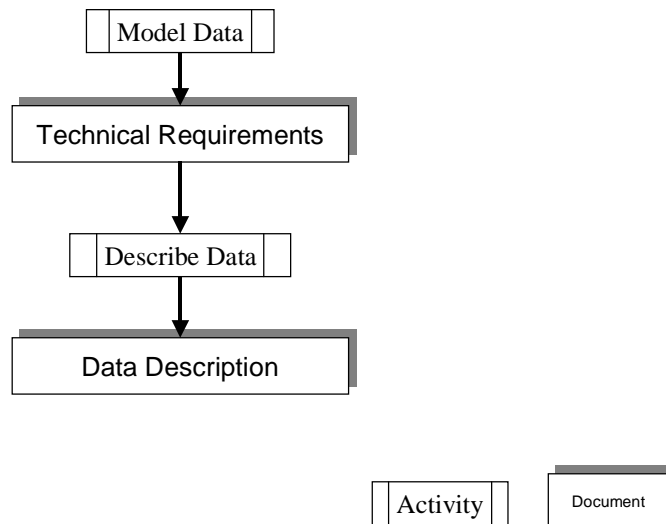 Model Data
Technical Requirements
Describe Data
Data Description
Activity
Document